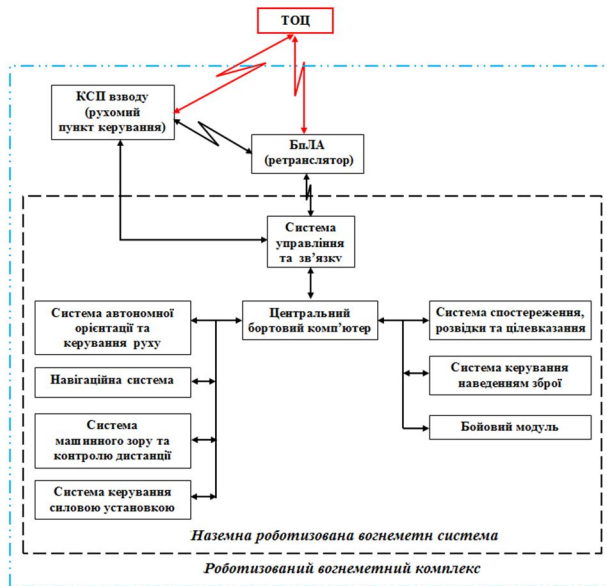 ТОЦ
КСП взводу
(рухомий
пункт керування)
БпЛА
(ретранслятор)
Система
управління
та зв’язку
Система автономної
орієнтації та
керування руху
Центральний
бортовий комп’ютер
Система спостереження,
розвідки та цілевказання
Навігаційна система
Система керування
наведенням зброї
Система
машинного зору та
контролю дистанції
Бойовий модуль
Система керування
силовою установкою
Наземна роботизована вогнеметн система
Роботизований вогнеметний комплекс